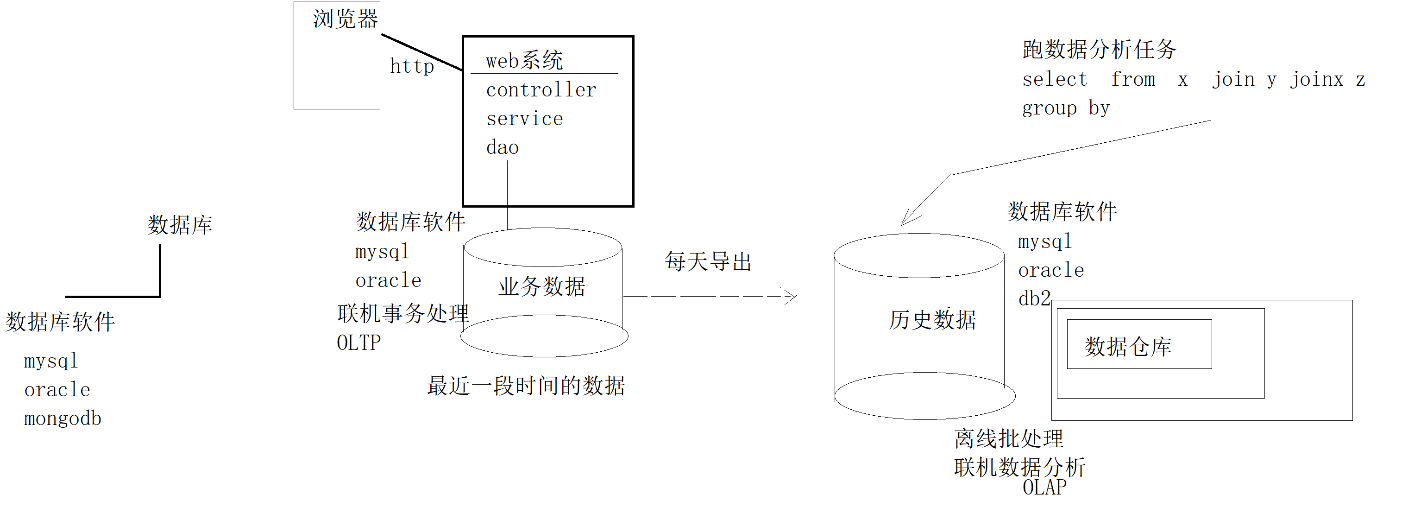 浏览器
http
web系统
controller
service
dao
跑数据分析任务
select  from  x  join y joinx z
group by
数据库
数据库软件
mysql
oracle
mongodb
数据库软件
mysql
oracle
联机事务处理
OLTP
业务数据
最近一段时间的数据
每天导出
历史数据
数据库软件
mysql
oracle
db2
数据仓库
离线批处理
联机数据分析
OLAP